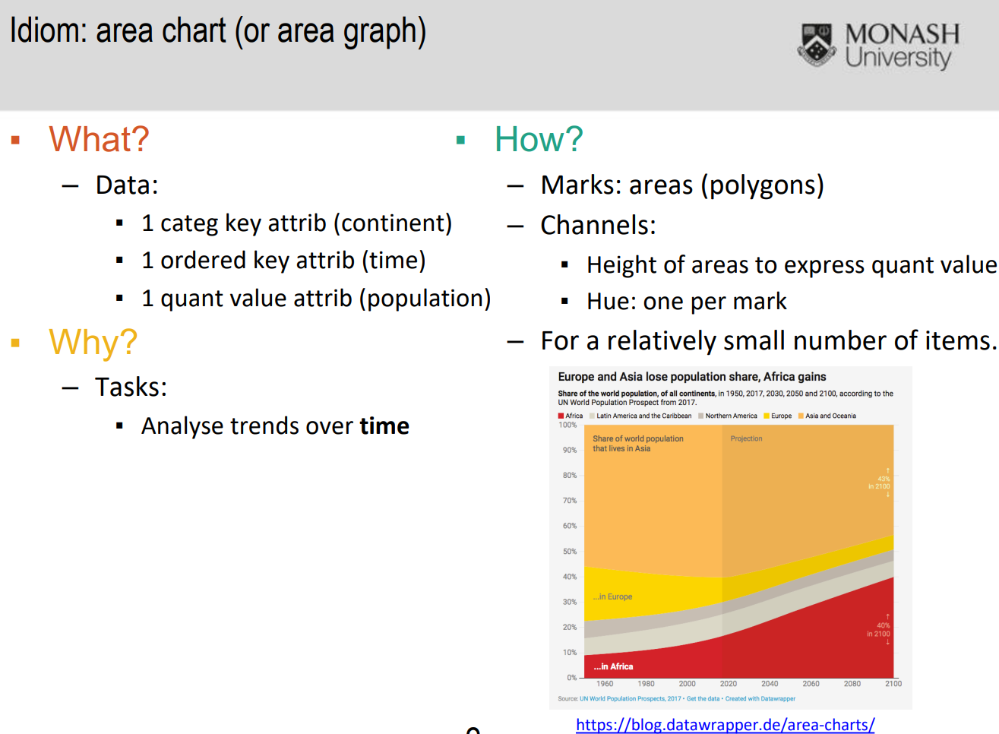 Idiom: area chart (or area graph)
MONASH
University
▪ What?
– Data:
▪ 1 categ key attrib (continent)
▪ 1 ordered key attrib (time)
▪ 1 quant value attrib (population)
▪ Why?
– Tasks:
▪ Analyse trends over time
▪ How?
– Marks: areas (polygons)
– Channels:
▪ Height of areas to express quant value
▪ Hue: one per mark
– For a relatively small number of items.
Europe and Asia lose population share, Africa gains
Share of the world population, of all continents, in 1950, 2017, 2030, 2050 and 2100, according to the
UN World Population Prospect from 2017.
Africa Latin America and the Caribbean Northern America Europe Asia and Oceania
100%
Share of world population
that lives in Asia
Projection
90%
80%
↑
43%
in 2100
↓
70%
60%
50%
40%
...in Europe
30%
20%
↑
40%
in 2100
↓
10%
...in Africa
0%
1960 1980 2000 2020 2040 2060 2080 2100
Source: UN World Population Prospects, 2017 • Get the data • Created with Datawrapper
https://blog.datawrapper.de/area-charts/